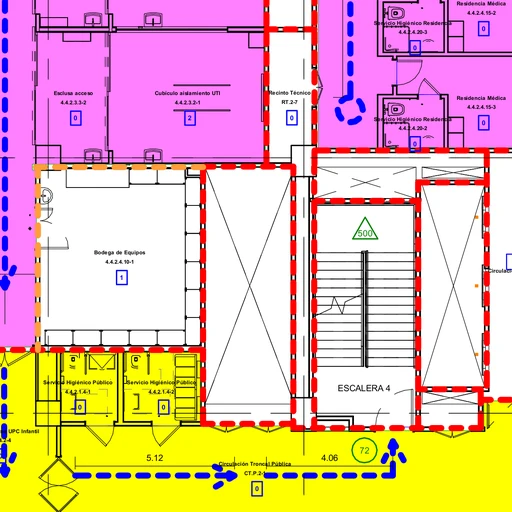 Residencia Médica
4.4.2.4.15-2
0
Servicio Higiénico Residencia
4.4.2.4.20-3
0
Esclusa acceso
4.4.2.3.3-2
0
Cubículo aislamiento UTI
4.4.2.3.2-1
2
Recinto Técnico
RT.2-7
0
Residencia Médica
4.4.2.4.15-3
0
Servicio Higiénico Residencia
4.4.2.4.20-2
0
500
Bodega de Equipos
4.4.2.4.10-1
1
Circulac
ESCALERA 4
Servicio Higiénico Público
4.4.2.1.4-1
0
Servicio Higiénico Público
4.4.2.1.4-2
0
UPC Infantil
5.12
4.06
72
Circulación Troncal Pública
CT.P.2-1
0